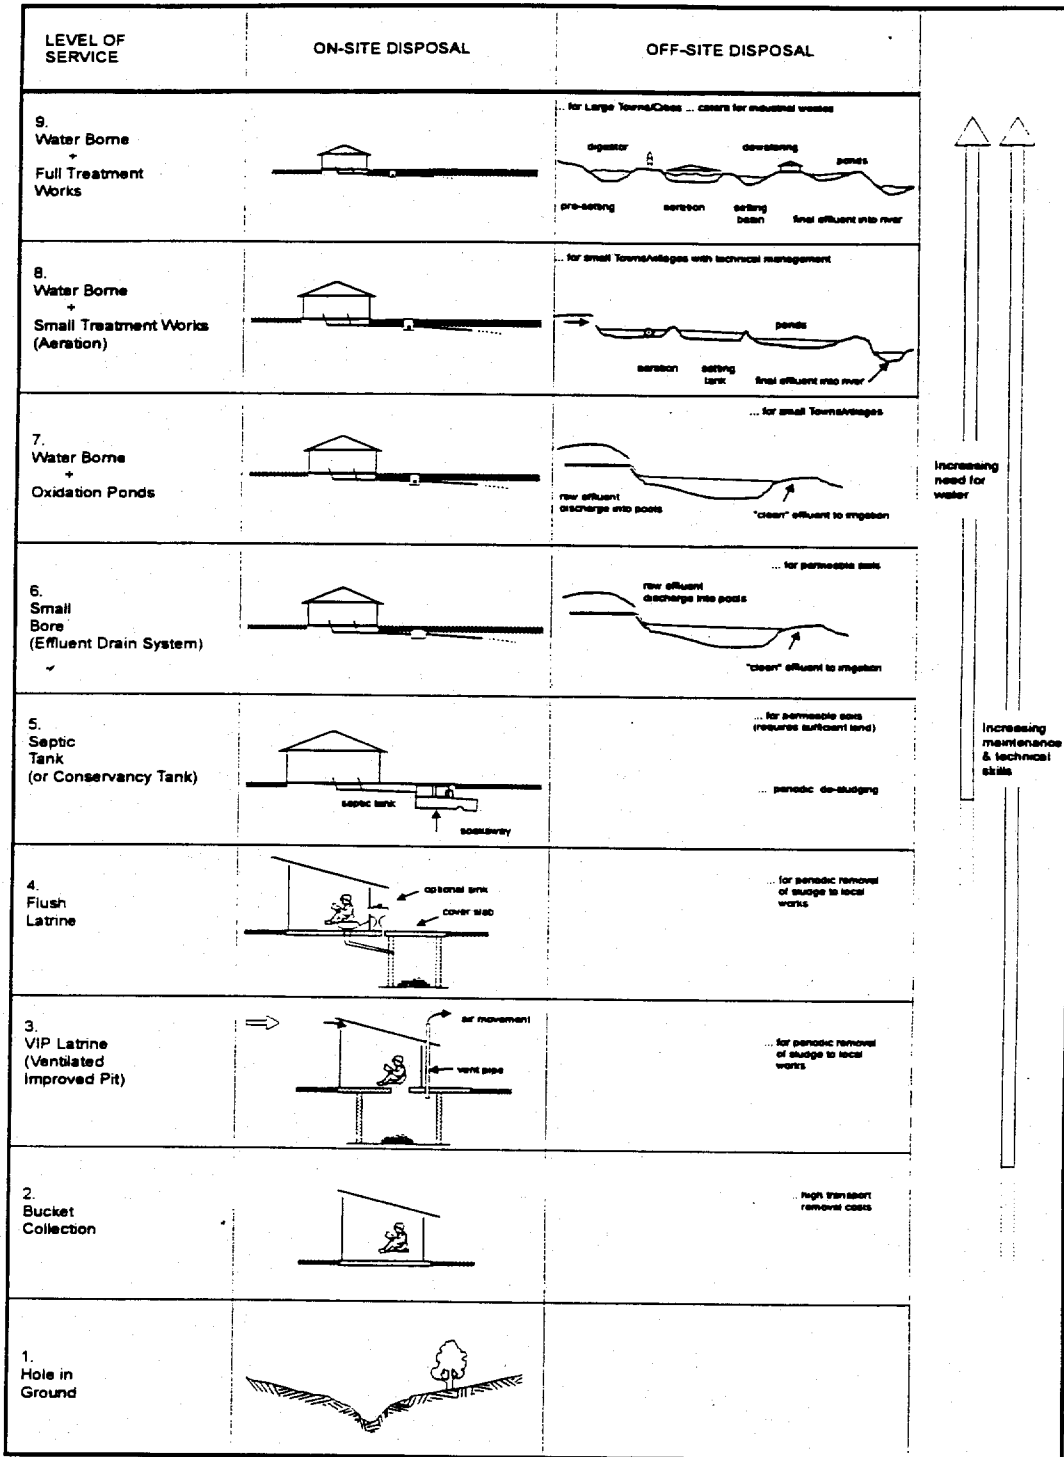 LEVEL OF
SERVICE
ON-SITE DISPOSAL
OFF-SITE DISPOSAL
9.
Water Borne
+
Full Treatment
Works
... for Large Towns/Cities ... caters for industrial wastes
digestor
dewatering
ponds
pre-settling
aeration
settling
basin
final effluent into river
8.
Water Borne
+
Small Treatment Works
(Aeration)
... for small Towns/villages with technical management
ponds
aeration
settling
tank
final effluent into river
7.
Water Borne
+
Oxidation Ponds
... for small Towns/villages
raw effluent
discharge into pools
"clean" effluent to irrigation
6.
Small
Bore
(Effluent Drain System)
... for permeable soils
raw effluent
discharge into pools
"clean" effluent to irrigation
5.
Septic
Tank
(or Conservancy Tank)
septic tank
soakaway
... for permeable soils
(requires sufficient land)
... periodic de-sludging
4.
Flush
Latrine
optional sink
cover slab
... for periodic removal
of sludge to local
works
3.
VIP Latrine
(Ventilated
Improved Pit)
air movement
vent pipe
... for periodic removal
of sludge to local
works
2.
Bucket
Collection
... high transport
removal costs
1.
Hole in
Ground
Increasing
need for
water
Increasing
maintenance
& technical
skills